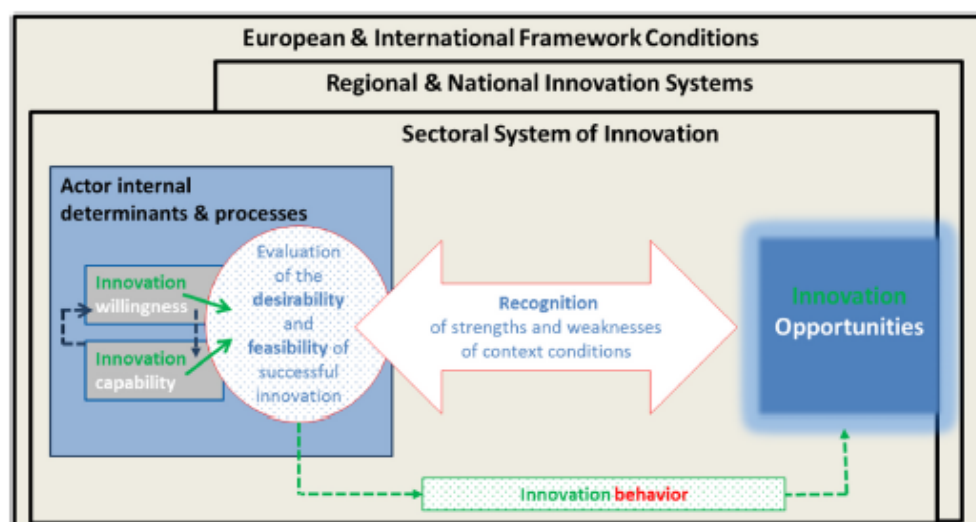 European & International Framework Conditions
Regional & National Innovation Systems
Sectoral System of Innovation
Actor internal
determinants & processes
Innovation
willingness
Innovation
capability
Evaluation
of the
desirability
and
feasibility of
successful
innovation
Recognition
of strengths and weaknesses
of context conditions
Innovation
Opportunities
Innovation behavior